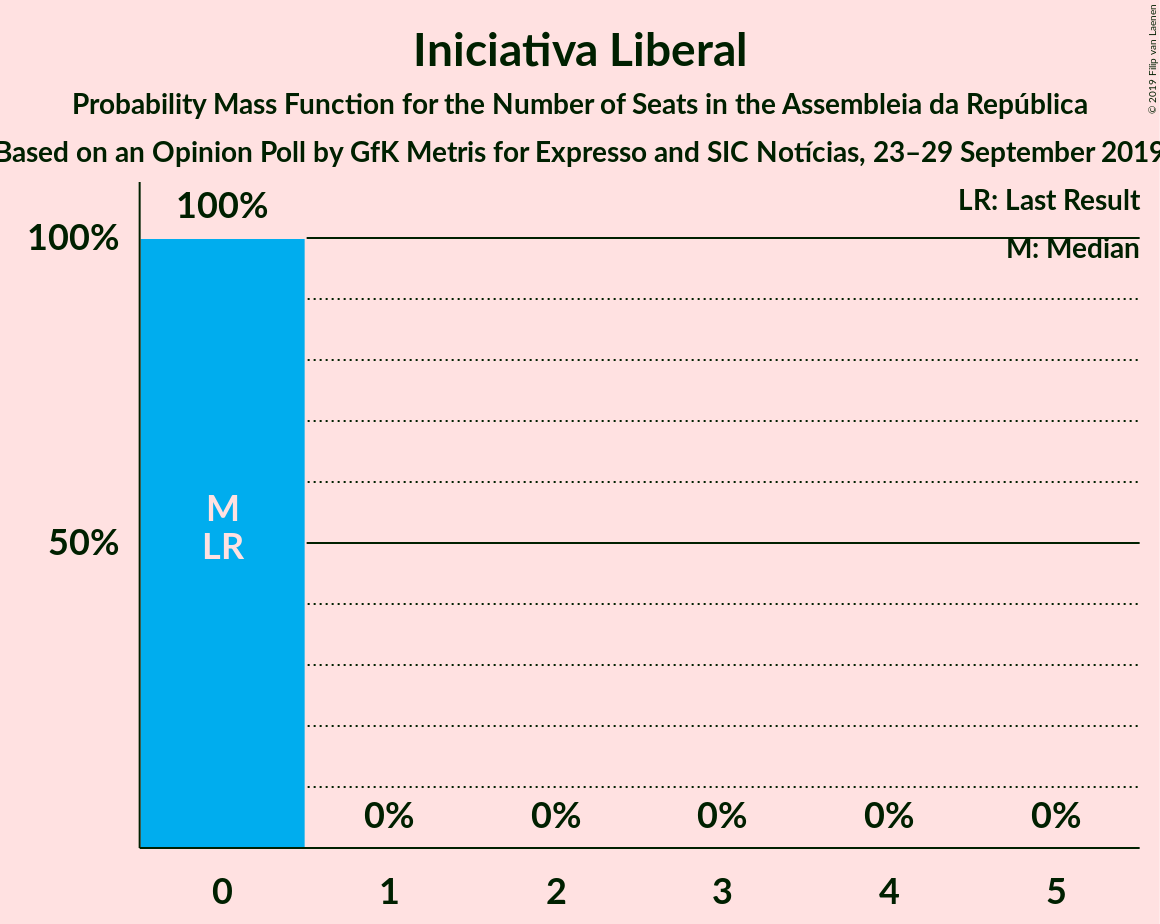 Iniciativa Liberal
Probability Mass Function for the Number of Seats in the Assembleia da República
Based on an Opinion Poll by GfK Metris for Expresso and SIC Notícias, 23–29 September 2019
© 2019 Filip van Laenen
LR: Last Result
M: Median
100%
100%
50%
M
LR
0%
0%
0%
0%
0%
0
1
2
3
4
5